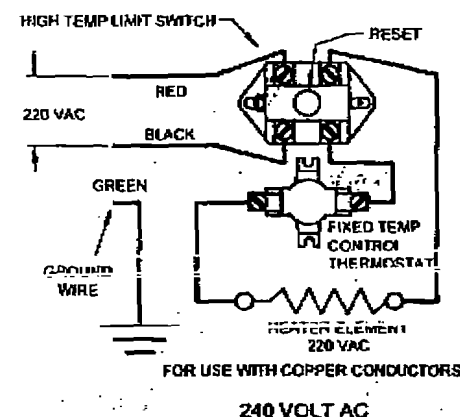 HIGH TEMP LIMIT SWITCH
RESET
RED
220 VAC
BLACK
GREEN
GROUND
WIRE
FIXED TEMP
CONTROL
THERMOSTAT
HEATER ELEMENT
220 VAC
FOR USE WITH COPPER CONDUCTORS
240 VOLT AC